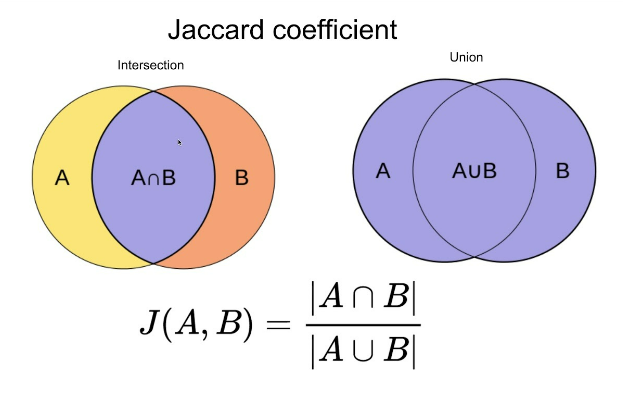 Jaccard coefficient
Intersection
Union
A A∩B B
A A∪B B
J(A, B) = |A ∩ B| / |A ∪ B|